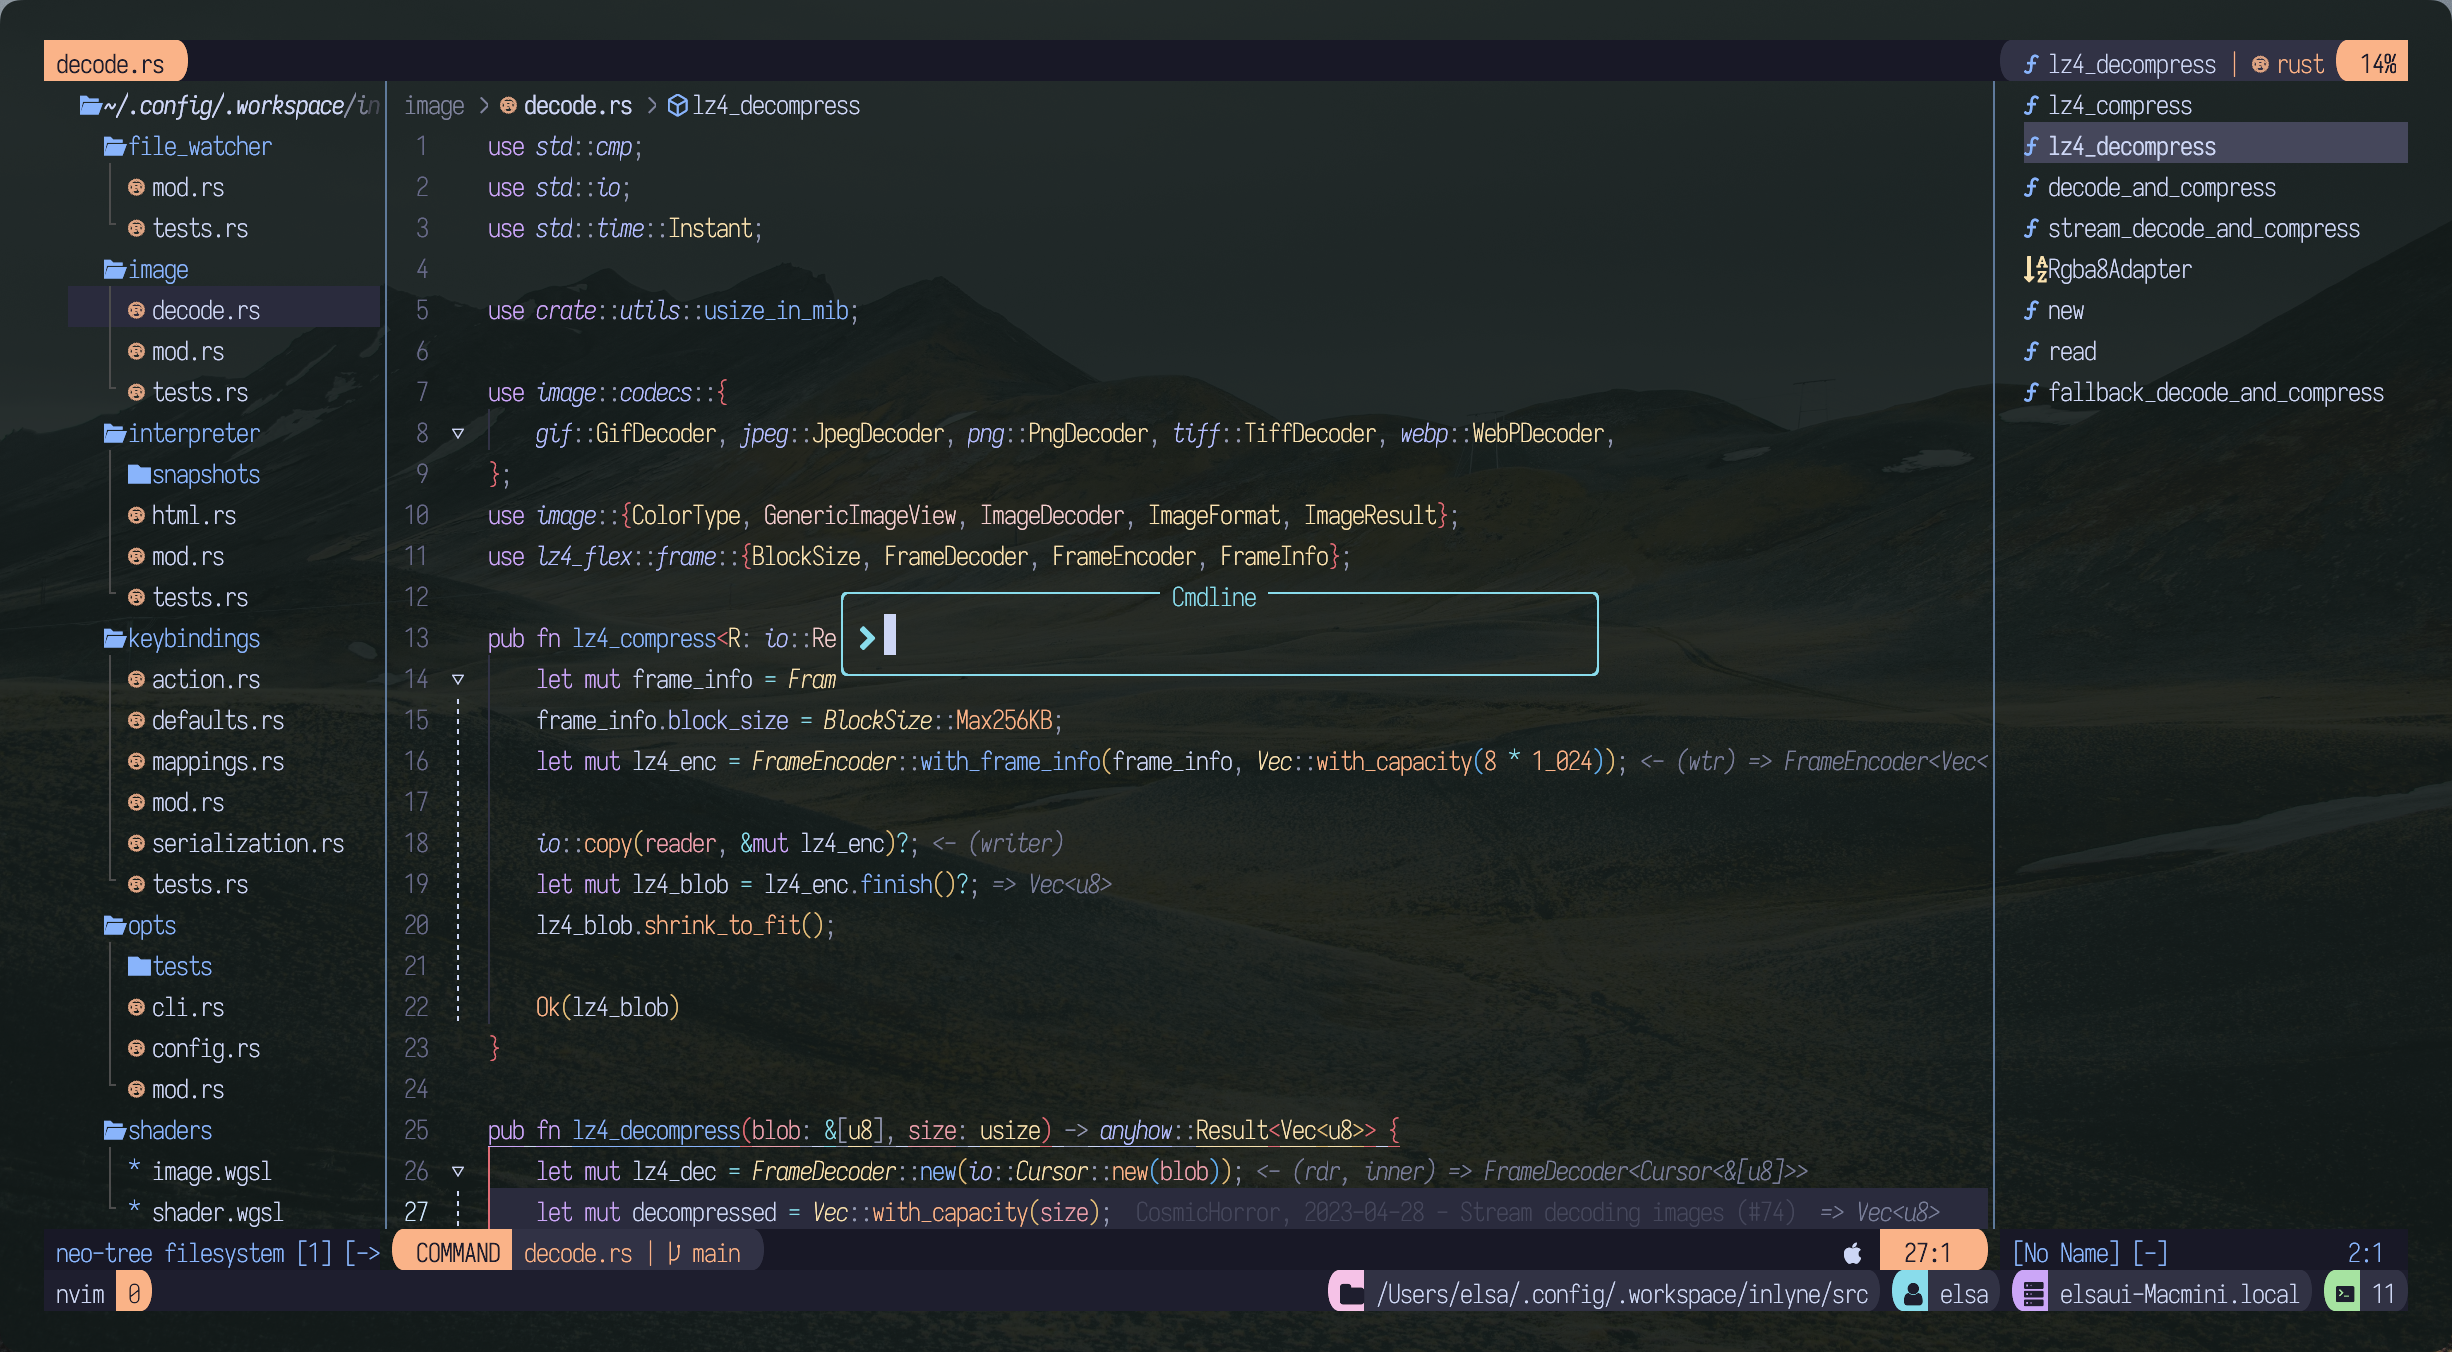 decode.rs
lz4_decompress | rust 14%
~/.config/.workspace/in
file_watcher
mod.rs
tests.rs
image
decode.rs
mod.rs
tests.rs
interpreter
snapshots
html.rs
mod.rs
tests.rs
keybindings
action.rs
defaults.rs
mappings.rs
mod.rs
serialization.rs
tests.rs
opts
tests
cli.rs
config.rs
mod.rs
shaders
* image.wgsl
* shader.wgsl
image > decode.rs > lz4_decompress
1 use std::cmp;
2 use std::io;
3 use std::time::Instant;
4
5 use crate::utils::usize_in_mib;
6
7 use image::codecs::{
8 gif::GifDecoder, jpeg::JpegDecoder, png::PngDecoder, tiff::TiffDecoder, webp::WebPDecoder,
9 };
10 use image::{ColorType, GenericImageView, ImageDecoder, ImageFormat, ImageResult};
11 use lz4_flex::frame::{BlockSize, FrameDecoder, FrameEncoder, FrameInfo};
12
13 pub fn lz4_compress<R: io::Re
14 let mut frame_info = Fram
15 frame_info.block_size = BlockSize::Max256KB;
16 let mut lz4_enc = FrameEncoder::with_frame_info(frame_info, Vec::with_capacity(8 * 1_024)); <- (wtr) => FrameEncoder<Vec<
17
18 io::copy(reader, &mut lz4_enc)?; <- (writer)
19 let mut lz4_blob = lz4_enc.finish()?; => Vec<u8>
20 lz4_blob.shrink_to_fit();
21
22 Ok(lz4_blob)
23 }
24
25 pub fn lz4_decompress(blob: &[u8], size: usize) -> anyhow::Result<Vec<u8>> {
26 let mut lz4_dec = FrameDecoder::new(io::Cursor::new(blob)); <- (rdr, inner) => FrameDecoder<Cursor<&[u8]>>
27 let mut decompressed = Vec::with_capacity(size); CosmicHorror, 2023-04-28 - Stream decoding images (#74) => Vec<u8>
Cmdline
>
lz4_compress
lz4_decompress
decode_and_compress
stream_decode_and_compress
Rgba8Adapter
new
read
fallback_decode_and_compress
neo-tree filesystem [1] [->
COMMAND decode.rs | main
27:1
[No Name] [-] 2:1
nvim 0
/Users/elsa/.config/.workspace/inlyne/src elsa elsaui-Macmini.local 11